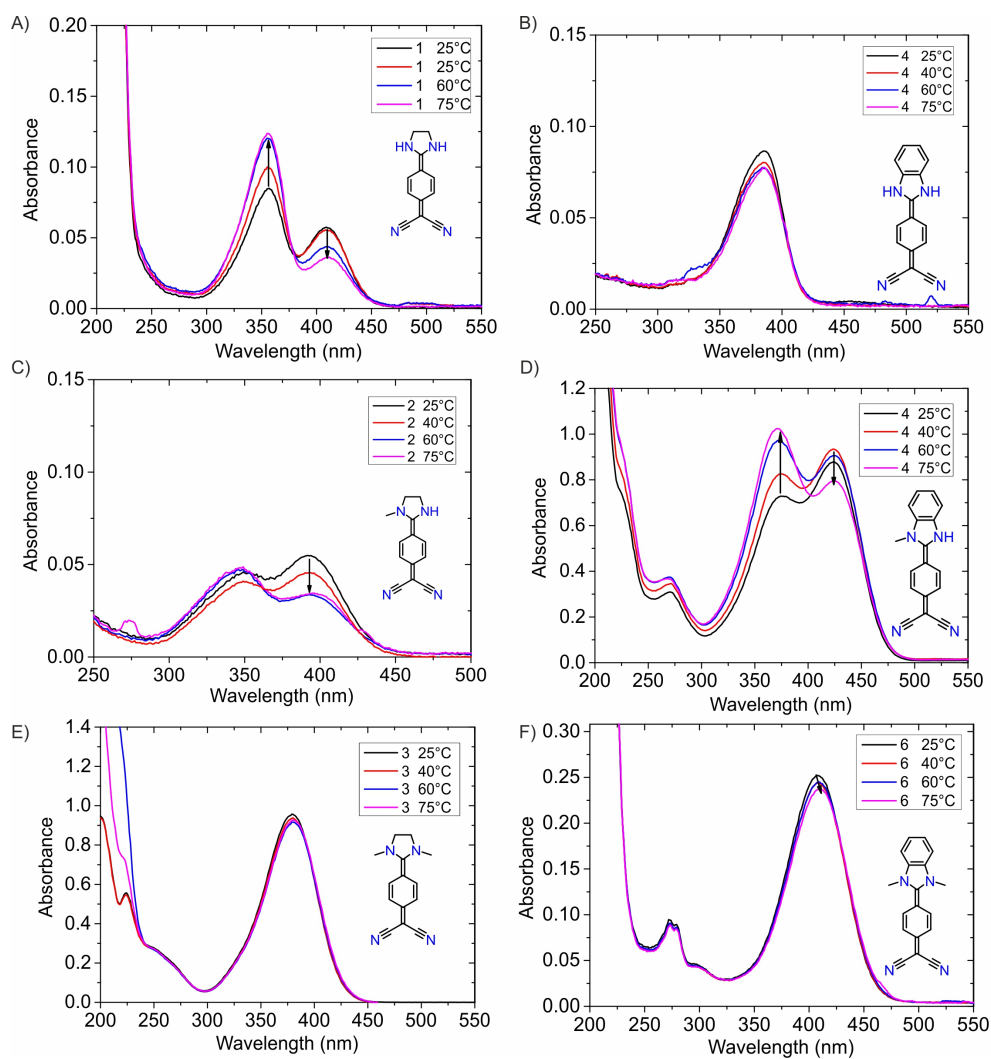 A)
0.20
0.15
0.10
0.05
0.00
Absorbance
200 250 300 350 400 450 500 550
Wavelength (nm)
1 25°C
1 25°C
1 60°C
1 75°C
HN NH
N N
B)
0.15
0.10
0.05
0.00
Absorbance
250 300 350 400 450 500 550
Wavelength (nm)
4 25°C
4 40°C
4 60°C
4 75°C
HN NH
N N
C)
0.15
0.10
0.05
0.00
Absorbance
250 300 350 400 450 500
Wavelength (nm)
2 25°C
2 40°C
2 60°C
2 75°C
N NH
N N
D)
1.2
1.0
0.8
0.6
0.4
0.2
0.0
Absorbance
200 250 300 350 400 450 500 550
Wavelength (nm)
4 25°C
4 40°C
4 60°C
4 75°C
N NH
N N
E)
1.4
1.2
1.0
0.8
0.6
0.4
0.2
0.0
Absorbance
200 250 300 350 400 450 500 550
Wavelength (nm)
3 25°C
3 40°C
3 60°C
3 75°C
N N
N N
F)
0.30
0.25
0.20
0.15
0.10
0.05
0.00
Absorbance
200 250 300 350 400 450 500 550
Wavelength (nm)
6 25°C
6 40°C
6 60°C
6 75°C
N N
N N